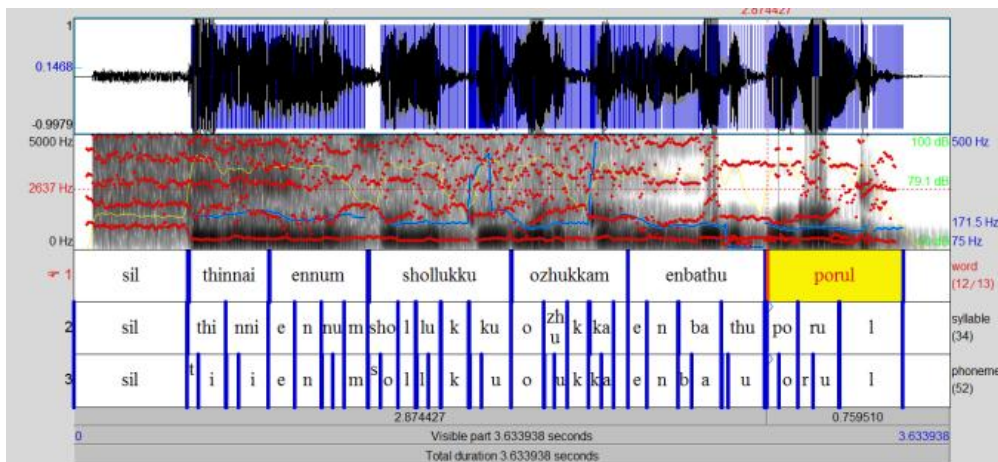 2.874427
1
0.1468
-0.9979
5000 Hz
100 dB 500 Hz
2637 Hz
79.1 dB
171.5 Hz
0 Hz
75 Hz
1 sil thinnai ennum shollukku ozhukkam enbathu porul word (12/13)
2 sil thi nni e n nu m sho l lu k ku o zhu k ka e n ba thu po ru l syllable (34)
3 sil t i i e n m s o l l k u o u k ka e n b a u o r u l phoneme (52)
2.874427 0.759510
0 Visible part 3.633938 seconds 3.633938
Total duration 3.633938 seconds